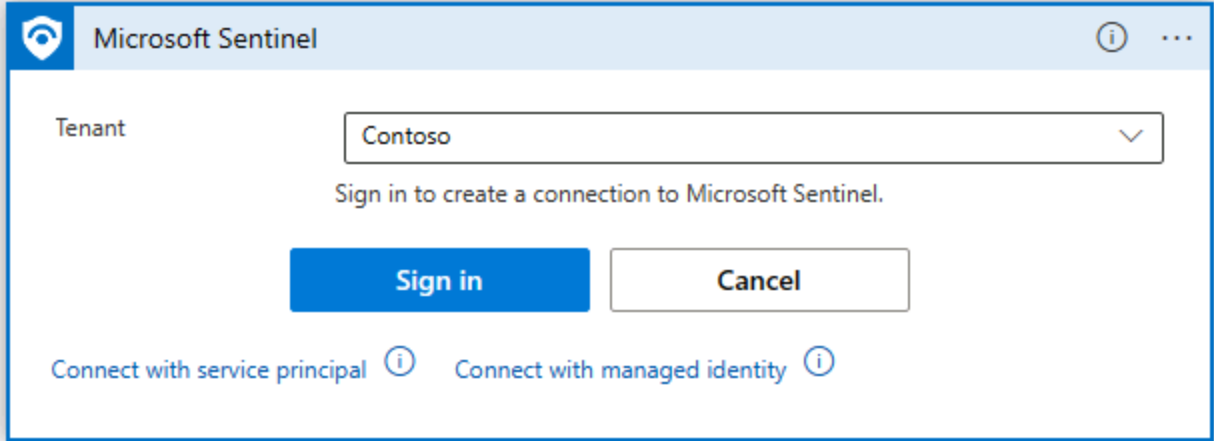 Microsoft Sentinel
Tenant
Contoso
Sign in to create a connection to Microsoft Sentinel.
Sign in
Cancel
Connect with service principal
Connect with managed identity